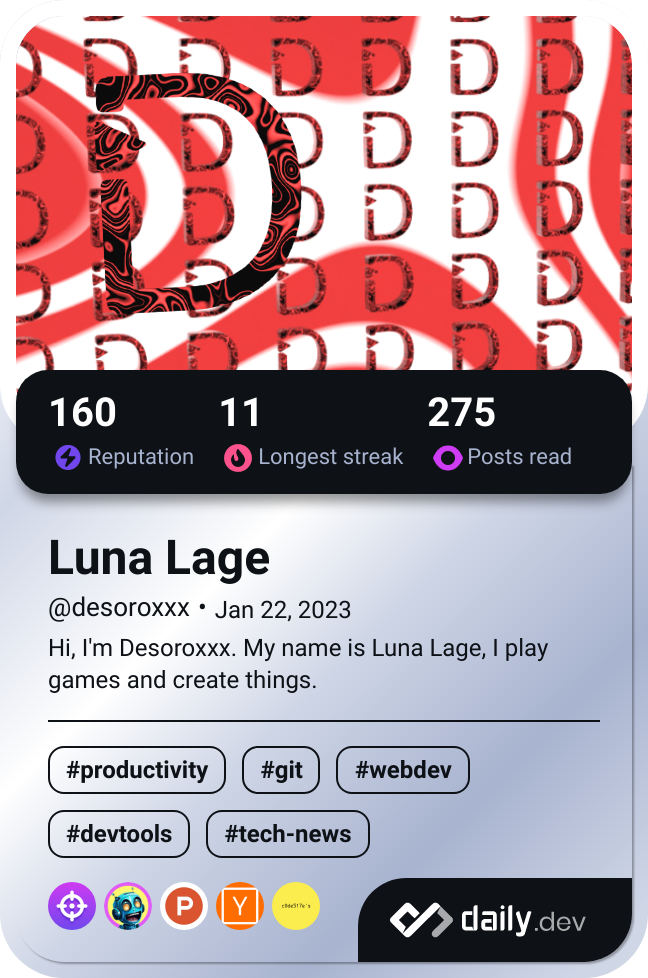 D
160 11 275
Reputation Longest streak Posts read
Luna Lage
@desoroxxx • Jan 22, 2023
Hi, I'm Desoroxxx. My name is Luna Lage, I play
games and create things.
#productivity #git #webdev
#devtools #tech-news
P Y
daily.dev